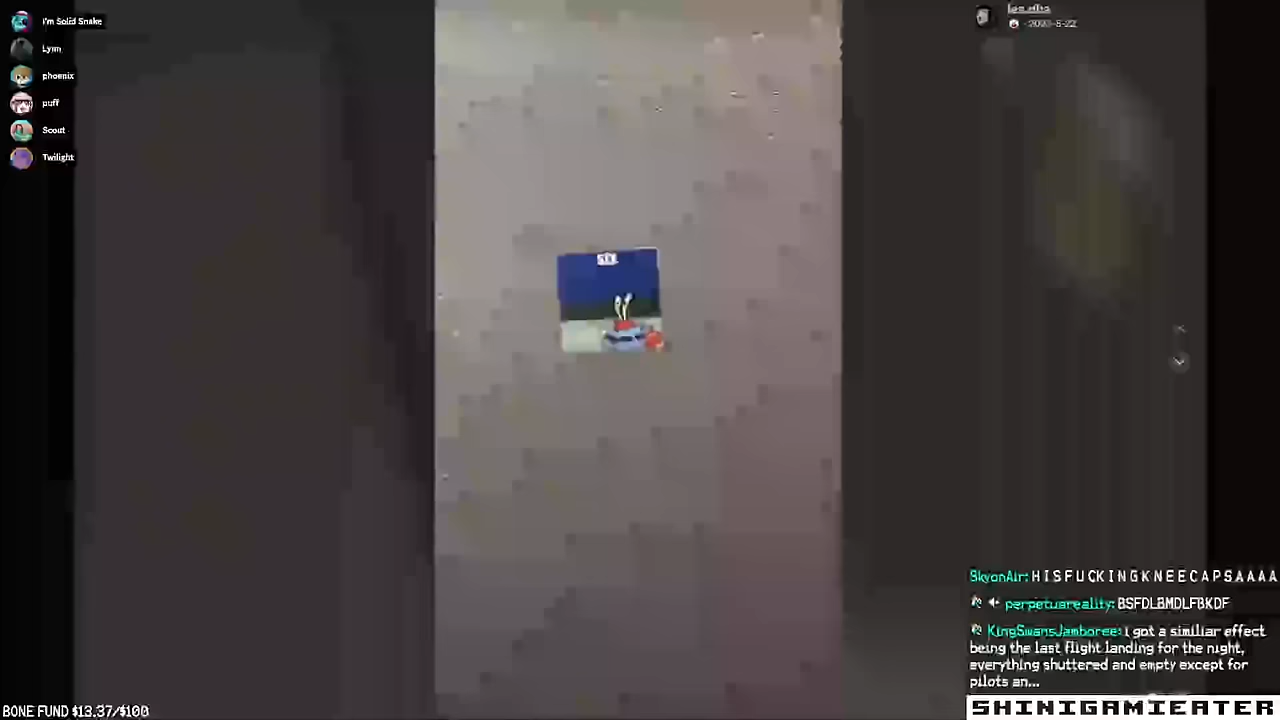 I'm Solid Snake
Lynn
phoenix
puff
Scout
Twilight
SkyonAir: H I S F U C K I N G K N E E C A P S A A A A
perpetuareality: BSFDLBMDLFBKDF
KingSwansJamboree: i got a similiar effect
being the last flight landing for the night,
everything shuttered and empty except for
pilots an...
SHINIGAMIEATER
BONE FUND $13.37/$100